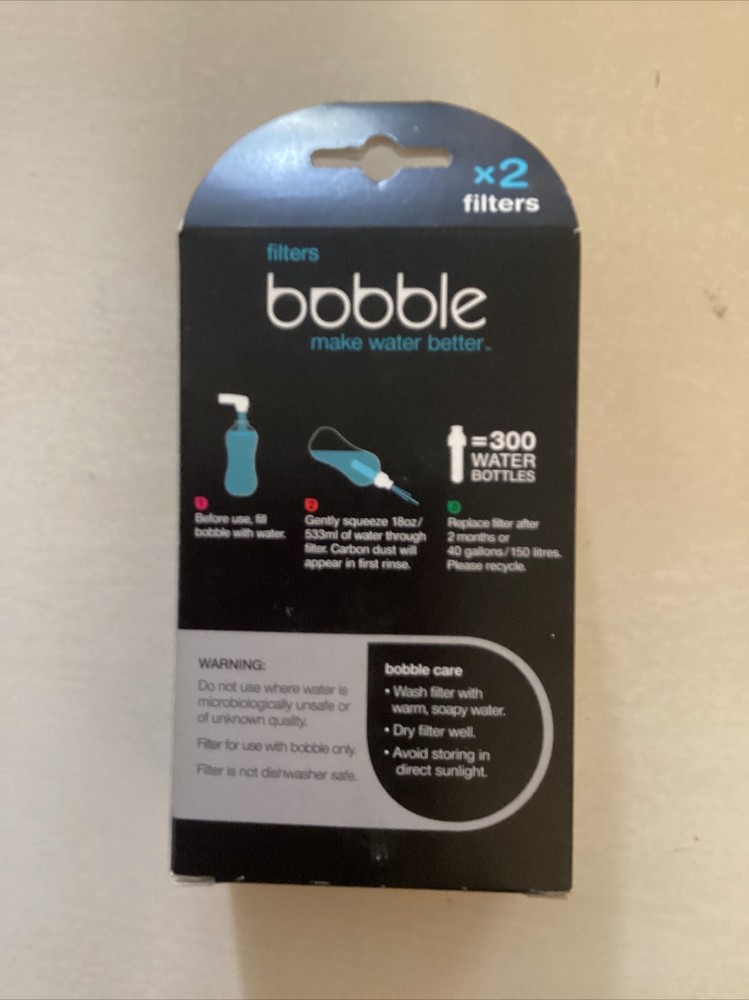 x2
filters
filters
bobble
make water better™
=300
WATER
BOTTLES
1
Before use, fill
bobble with water.
2
Gently squeeze 18oz/
533ml of water through
filter. Carbon dust will
appear in first rinse.
3
Replace filter after
2 months or
40 gallons/150 litres.
Please recycle.
WARNING:
Do not use where water is
microbiologically unsafe or
of unknown quality.
Filter for use with bobble only.
Filter is not dishwasher safe.
bobble care
• Wash filter with
warm, soapy water.
• Dry filter well.
• Avoid storing in
direct sunlight.